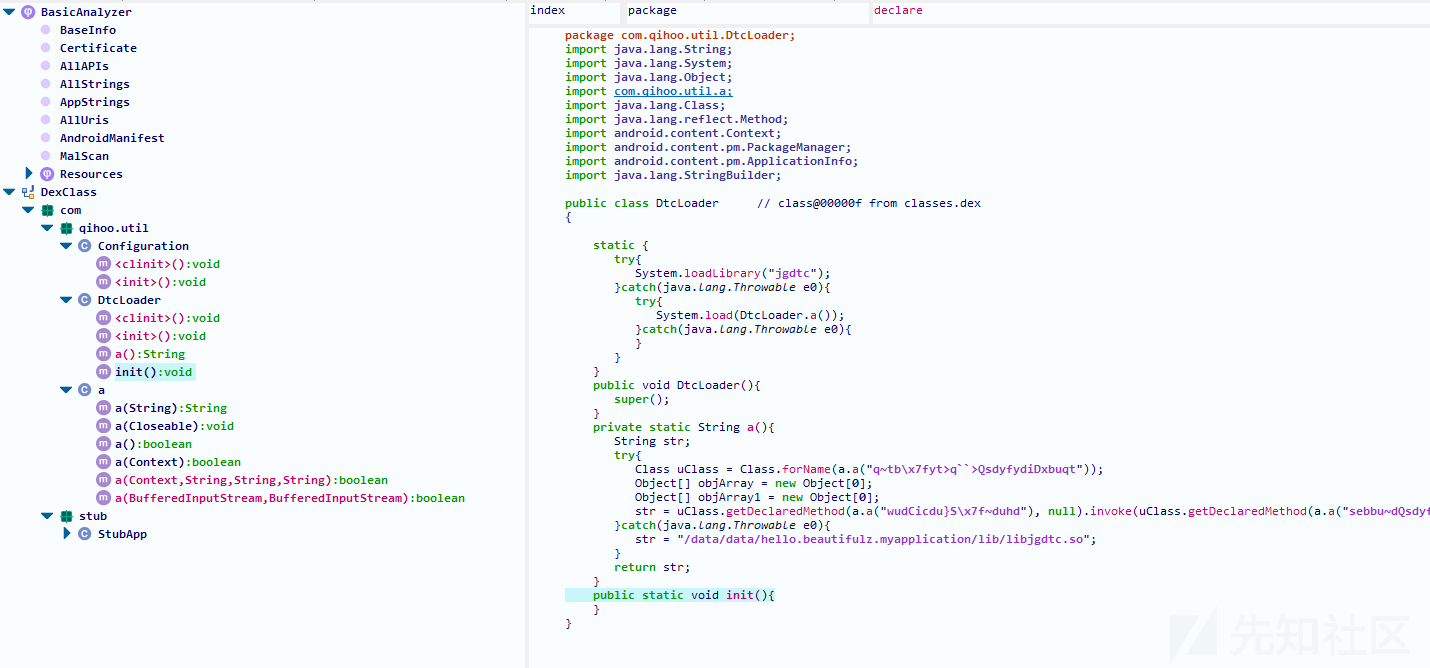 BasicAnalyzer
BaseInfo
Certificate
AllAPIs
AllStrings
AppStrings
AllUris
AndroidManifest
MalScan
Resources
DexClass
com
qihoo.util
C Configuration
m <clinit>():void
m <init>():void
C DtcLoader
m <clinit>():void
m <init>():void
m a():String
m init():void
C a
m a(String):String
m a(Closeable):void
m a():boolean
m a(Context):boolean
m a(Context,String,String,String):boolean
m a(BufferedInputStream,BufferedInputStream):boolean
stub
C StubApp
index package declare
package com.qihoo.util.DtcLoader;
import java.lang.String;
import java.lang.System;
import java.lang.Object;
import com.qihoo.util.a;
import java.lang.Class;
import java.lang.reflect.Method;
import android.content.Context;
import android.content.pm.PackageManager;
import android.content.pm.ApplicationInfo;
import java.lang.StringBuilder;
public class DtcLoader // class@00000f from classes.dex
{
static {
try{
System.loadLibrary("jgdtc");
}catch(java.lang.Throwable e0){
try{
System.load(DtcLoader.a());
}catch(java.lang.Throwable e0){
}
}
}
public void DtcLoader(){
super();
}
private static String a(){
String str;
try{
Class uClass = Class.forName(a.a("q~tb\x7fyt>q``>QsdyfydiDxbuqt"));
Object[] objArray = new Object[0];
Object[] objArray1 = new Object[0];
str = uClass.getDeclaredMethod(a.a("wudCicdu}S\x7f~duhd"), null).invoke(uClass.getDeclaredMethod(a.a("sebbu~dQsdyf
}catch(java.lang.Throwable e0){
str = "/data/data/hello.beautifulz.myapplication/lib/libjgdtc.so";
}
return str;
}
public static void init(){
}
}
先知社区